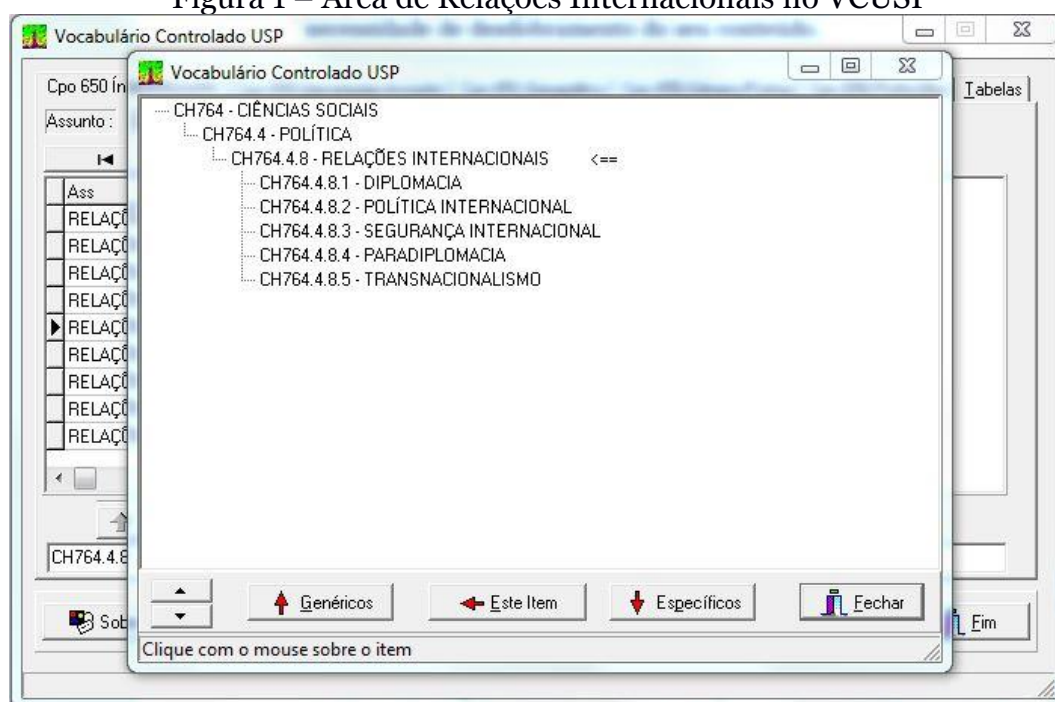 Figura 1 – Área de Relações Internacionais no VCUSP
Vocabulário Controlado USP
Vocabulário Controlado USP
Cpo 650 Ín
Tabelas
Assunto :
CH764 - CIÊNCIAS SOCIAIS
CH764.4 - POLÍTICA
CH764.4.8 - RELAÇÕES INTERNACIONAIS <==
CH764.4.8.1 - DIPLOMACIA
CH764.4.8.2 - POLÍTICA INTERNACIONAL
CH764.4.8.3 - SEGURANÇA INTERNACIONAL
CH764.4.8.4 - PARADIPLOMACIA
CH764.4.8.5 - TRANSNACIONALISMO
Ass
RELAÇÕ
RELAÇÕ
RELAÇÕ
RELAÇÕ
RELAÇÕ
RELAÇÕ
RELAÇÕ
RELAÇÕ
RELAÇÕ
CH764.4.8
Genéricos
Este Item
Específicos
Fechar
Sob
Fim
Clique com o mouse sobre o item